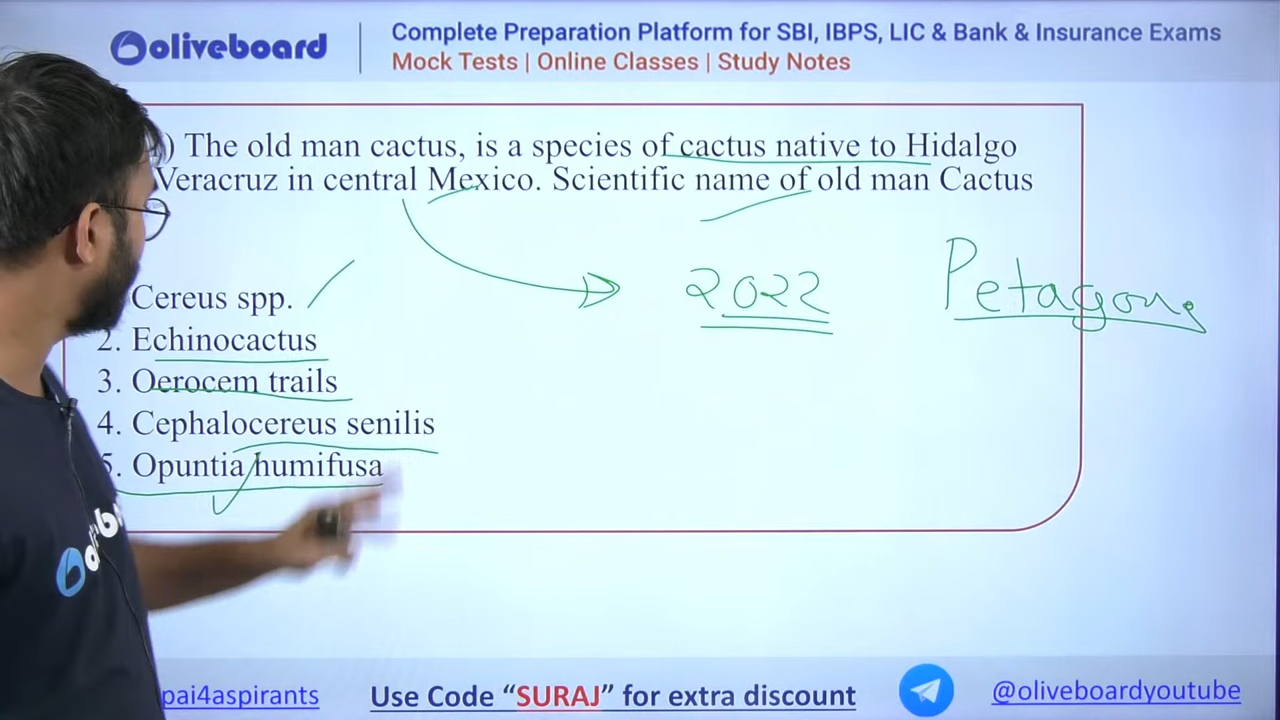 oliveboard
Complete Preparation Platform for SBI, IBPS, LIC & Bank & Insurance Exams
Mock Tests | Online Classes | Study Notes
) The old man cactus, is a species of cactus native to Hidalgo
Veracruz in central Mexico. Scientific name of old man Cactus
2022 Petagong
Cereus spp.
2. Echinocactus
3. Oerocem trails
4. Cephalocereus senilis
5. Opuntia humifusa
pai4aspirants
Use Code “SURAJ” for extra discount
@oliveboardyoutube